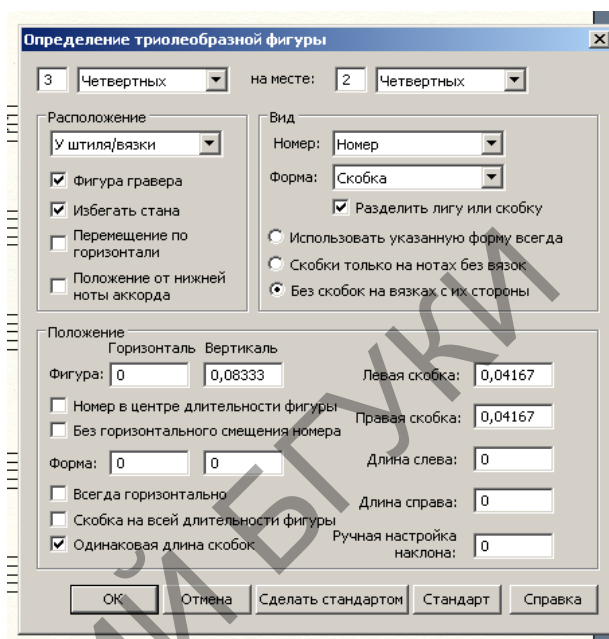 Определение триолеобразной фигуры
3 Четвертных на месте: 2 Четвертных
Расположение
У штиля/вязки
Фигура гравера
Избегать стана
Перемещение по
горизонтали
Положение от нижней
ноты аккорда
Вид
Номер: Номер
Форма: Скобка
Разделить лигу или скобку
Использовать указанную форму всегда
Скобки только на нотах без вязок
Без скобок на вязках с их стороны
Положение
Горизонталь Вертикаль
Фигура: 0 0,08333
Номер в центре длительности фигуры
Без горизонтального смещения номера
Форма: 0 0
Всегда горизонтально
Скобка на всей длительности фигуры
Одинаковая длина скобок
Левая скобка: 0,04167
Правая скобка: 0,04167
Длина слева: 0
Длина справа: 0
Ручная настройка
наклона: 0
ОК Отмена Сделать стандартом Стандарт Справка
ИЙ БГУКИ